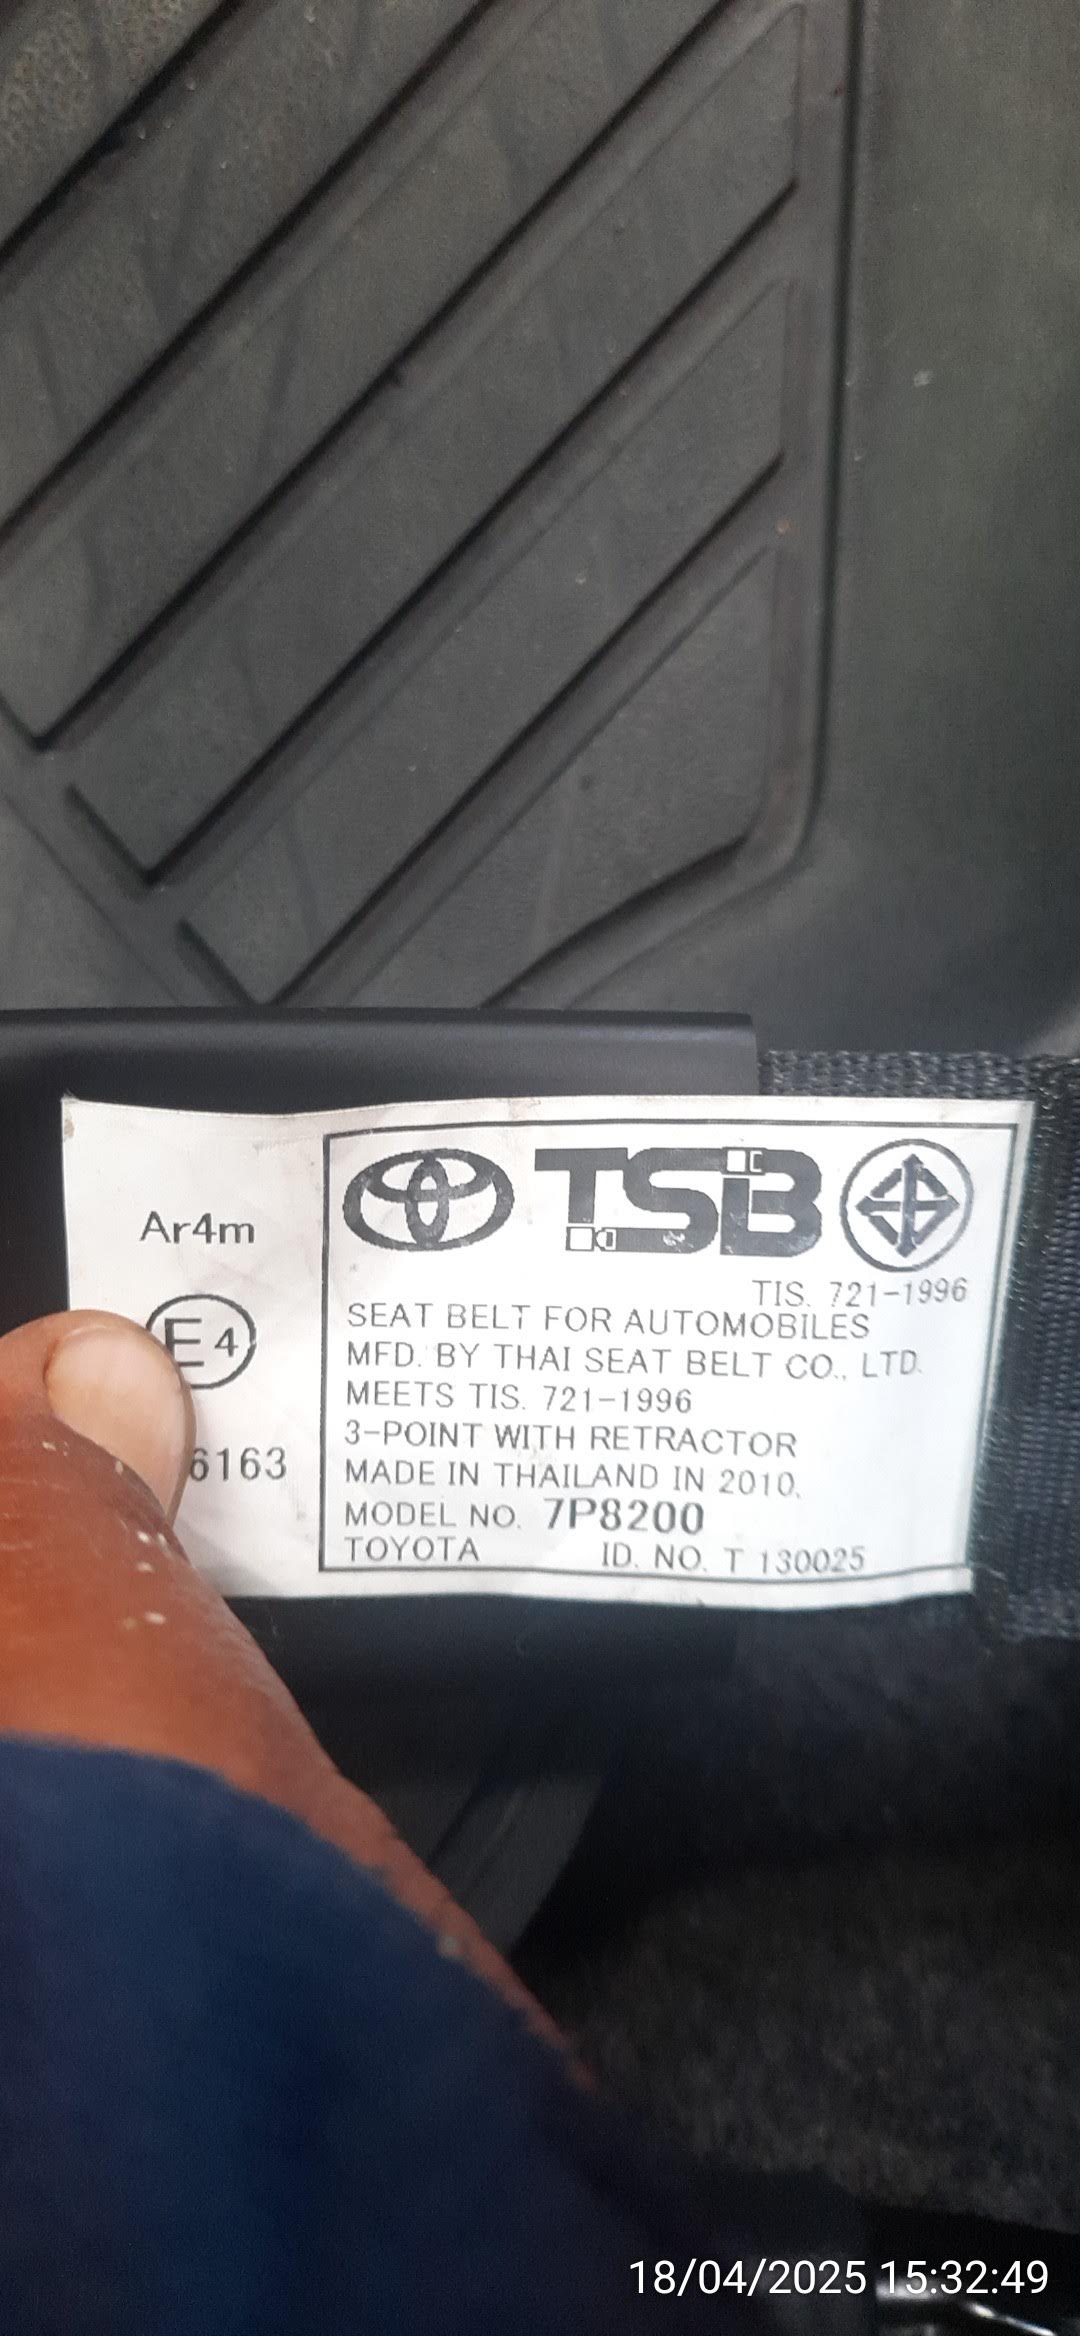 Ar4m
E4
6163
TSB
TIS. 721-1996
SEAT BELT FOR AUTOMOBILES
MFD. BY THAI SEAT BELT CO., LTD.
MEETS TIS. 721-1996
3-POINT WITH RETRACTOR
MADE IN THAILAND IN 2010.
MODEL NO. 7P8200
TOYOTA ID. NO. T 130025
18/04/2025 15:32:49